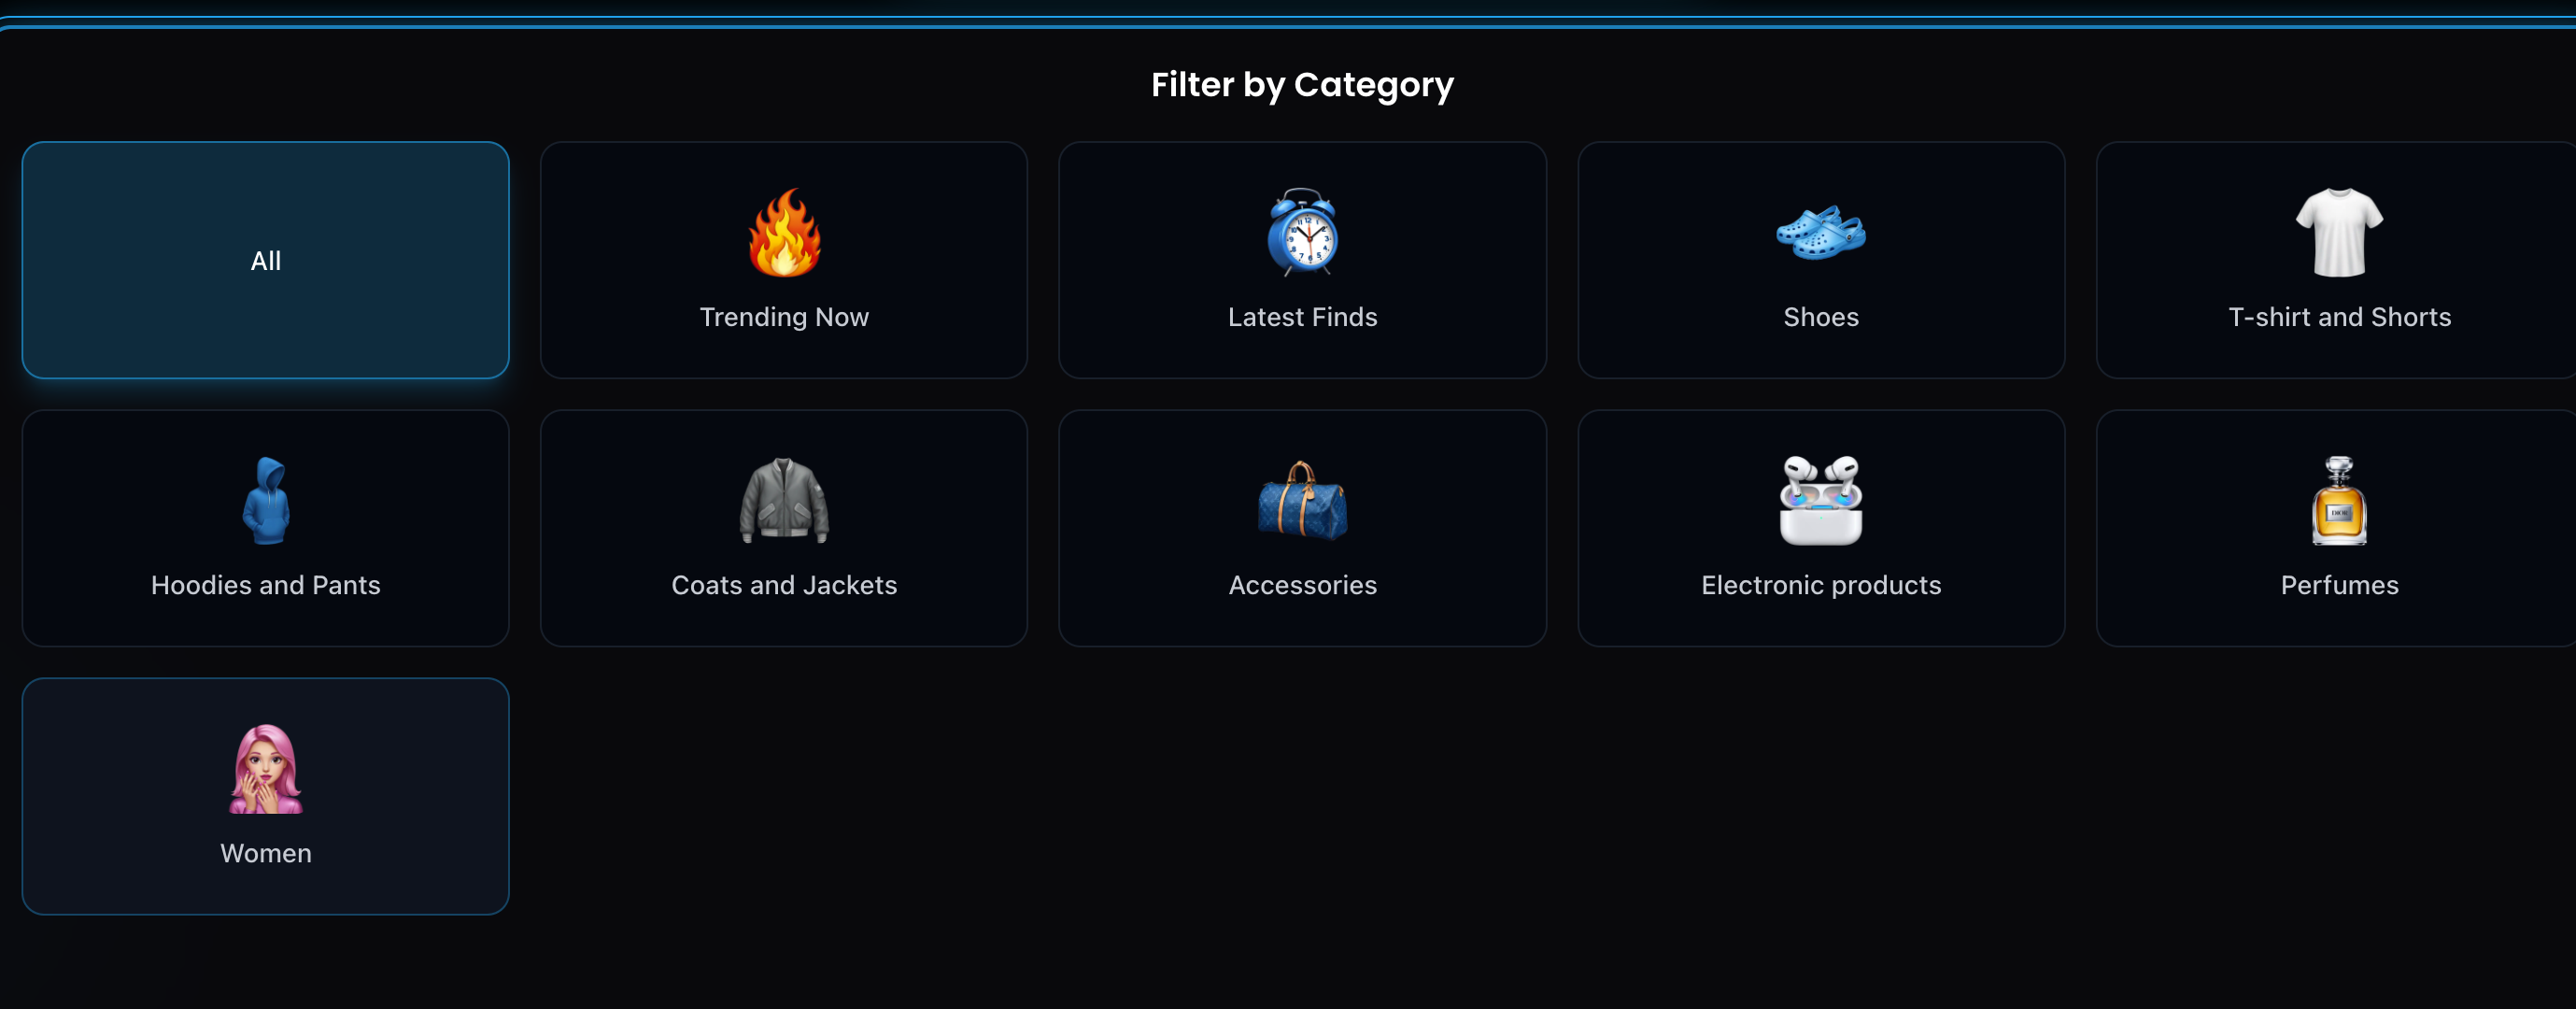 Filter by Category
All
Trending Now
Latest Finds
Shoes
T-shirt and Shorts
Hoodies and Pants
Coats and Jackets
Accessories
Electronic products
DIOR
Perfumes
Women